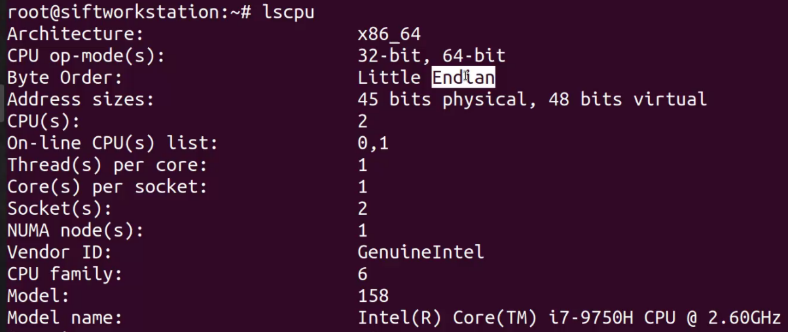 root@siftworkstation:~# lscpu
Architecture: x86_64
CPU op-mode(s): 32-bit, 64-bit
Byte Order: Little Endian
Address sizes: 45 bits physical, 48 bits virtual
CPU(s): 2
On-line CPU(s) list: 0,1
Thread(s) per core: 1
Core(s) per socket: 1
Socket(s): 2
NUMA node(s): 1
Vendor ID: GenuineIntel
CPU family: 6
Model: 158
Model name: Intel(R) Core(TM) i7-9750H CPU @ 2.60GHz